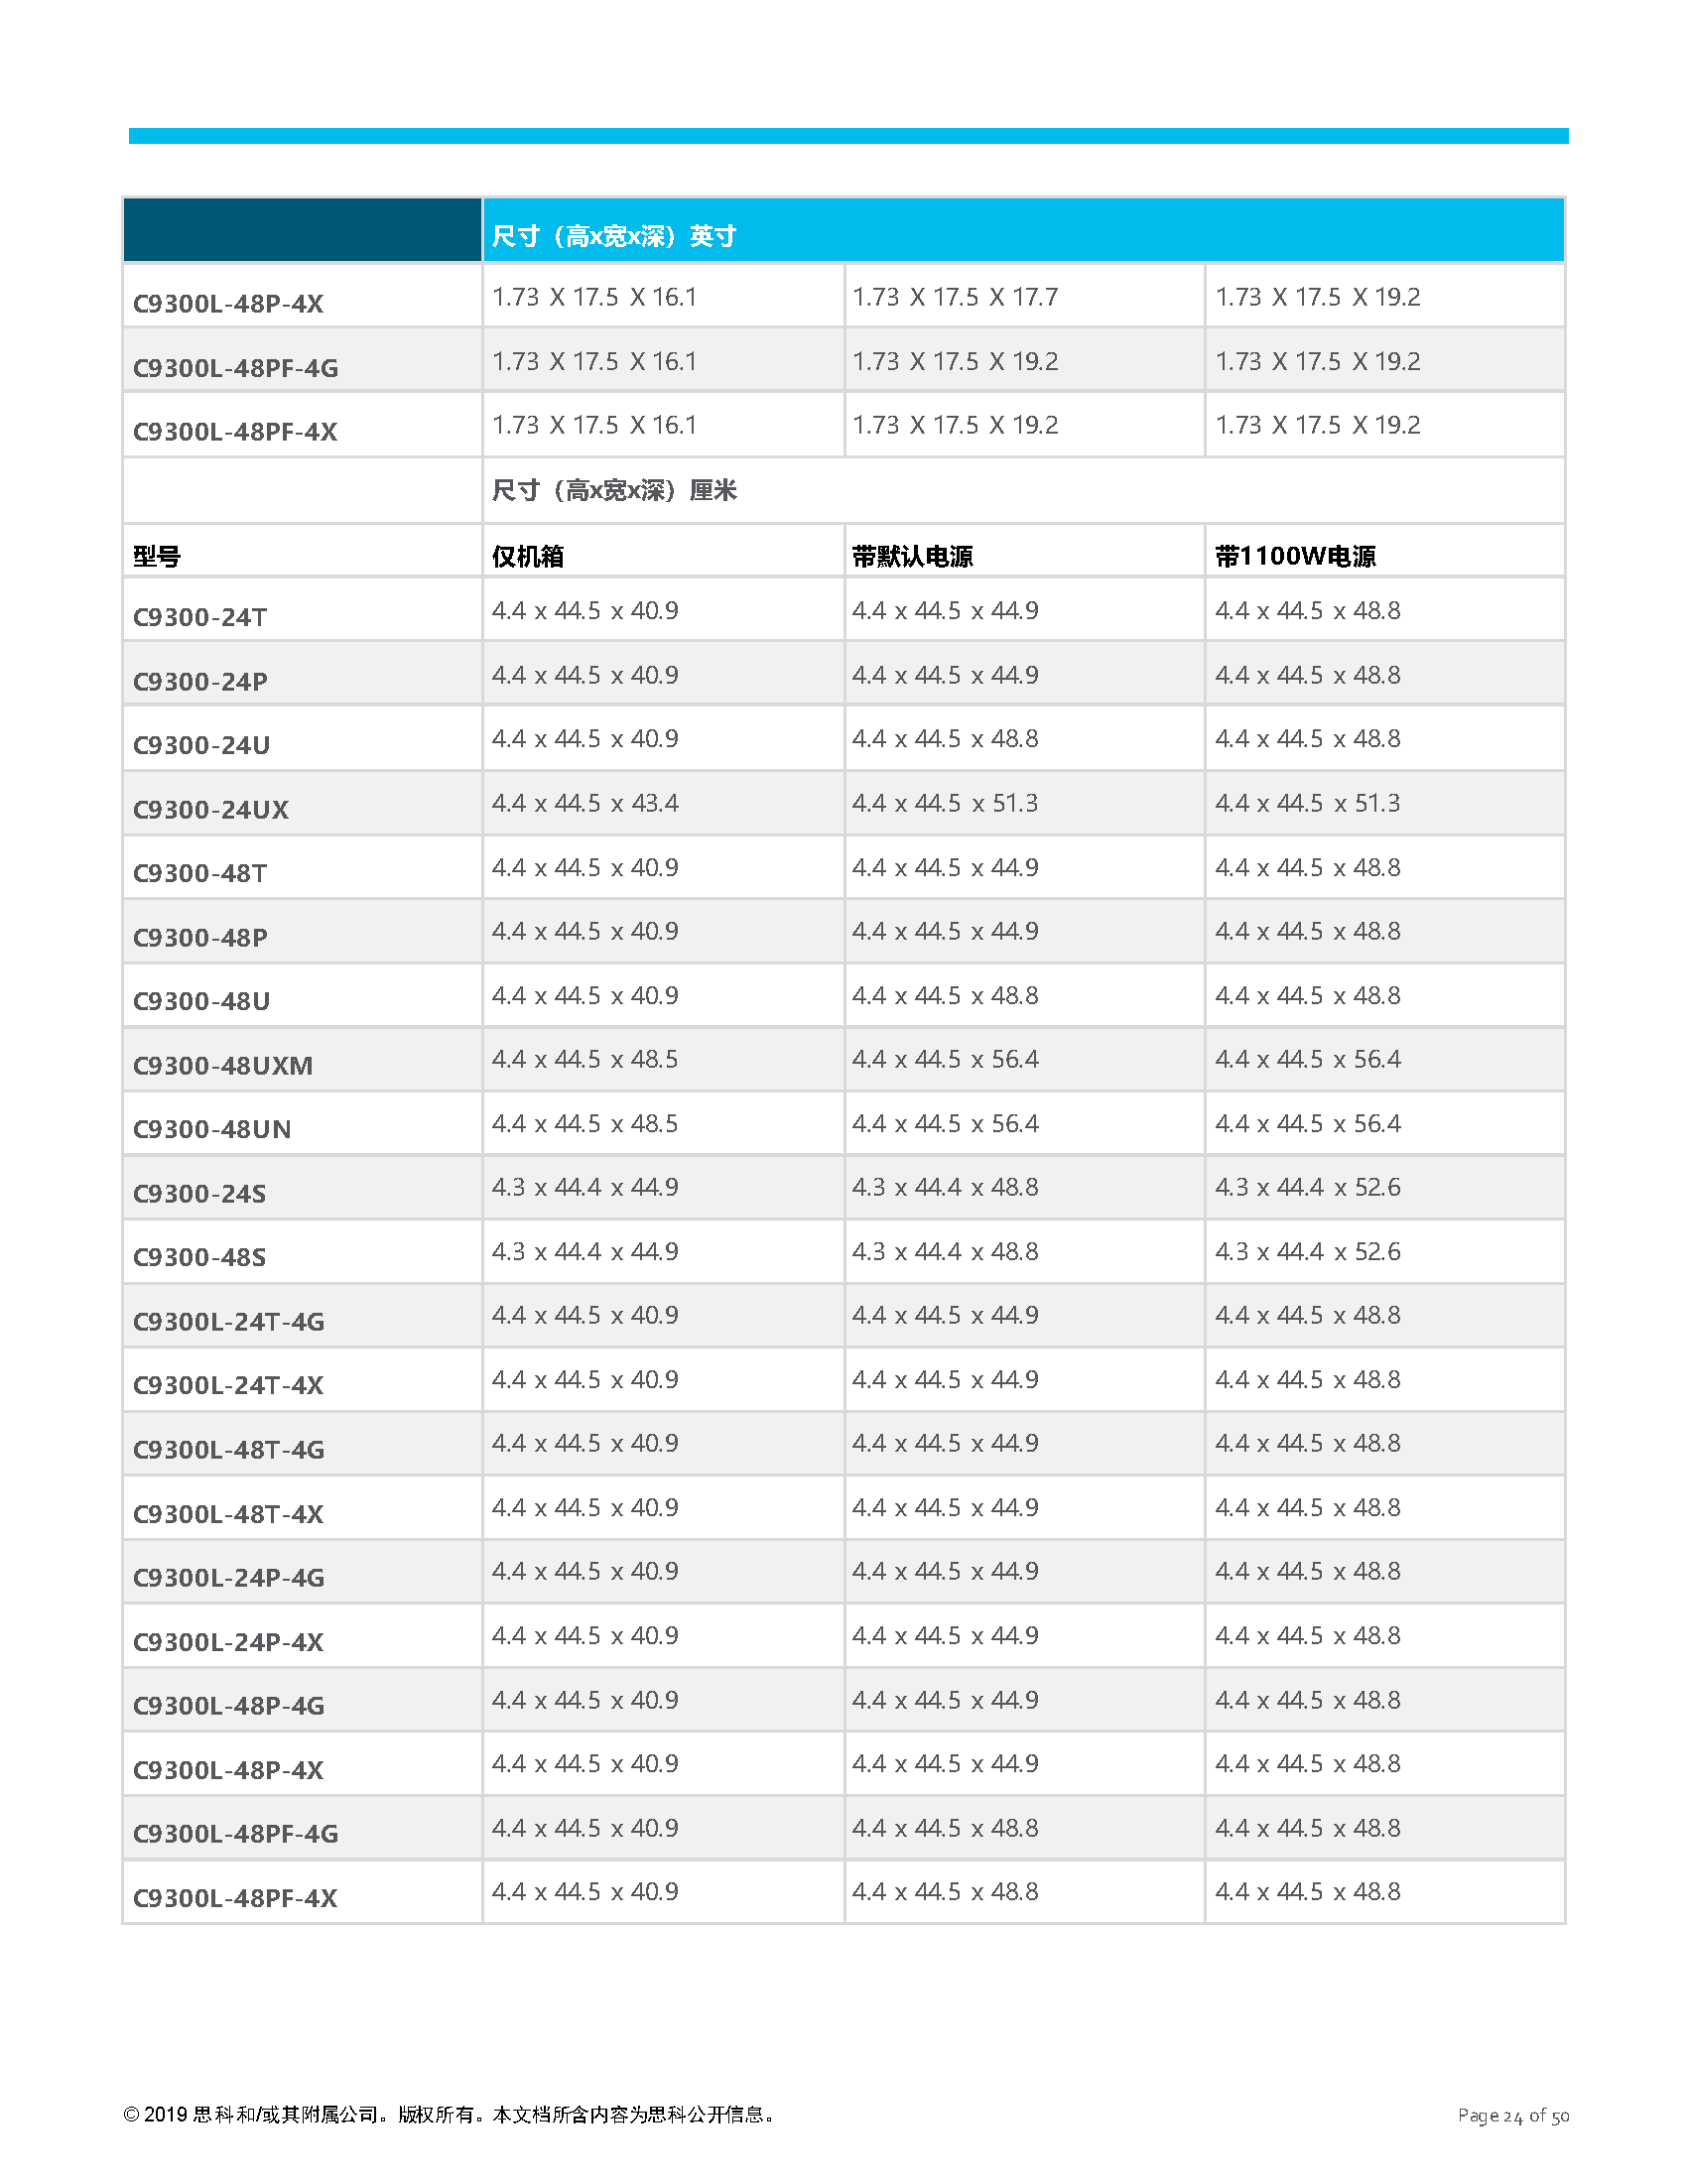 尺寸（高x宽x深）英寸
C9300L-48P-4X 1.73 X 17.5 X 16.1 1.73 X 17.5 X 17.7 1.73 X 17.5 X 19.2
C9300L-48PF-4G 1.73 X 17.5 X 16.1 1.73 X 17.5 X 19.2 1.73 X 17.5 X 19.2
C9300L-48PF-4X 1.73 X 17.5 X 16.1 1.73 X 17.5 X 19.2 1.73 X 17.5 X 19.2
尺寸（高x宽x深）厘米
型号 仅机箱 带默认电源 带1100W电源
C9300-24T 4.4 x 44.5 x 40.9 4.4 x 44.5 x 44.9 4.4 x 44.5 x 48.8
C9300-24P 4.4 x 44.5 x 40.9 4.4 x 44.5 x 44.9 4.4 x 44.5 x 48.8
C9300-24U 4.4 x 44.5 x 40.9 4.4 x 44.5 x 48.8 4.4 x 44.5 x 48.8
C9300-24UX 4.4 x 44.5 x 43.4 4.4 x 44.5 x 51.3 4.4 x 44.5 x 51.3
C9300-48T 4.4 x 44.5 x 40.9 4.4 x 44.5 x 44.9 4.4 x 44.5 x 48.8
C9300-48P 4.4 x 44.5 x 40.9 4.4 x 44.5 x 44.9 4.4 x 44.5 x 48.8
C9300-48U 4.4 x 44.5 x 40.9 4.4 x 44.5 x 48.8 4.4 x 44.5 x 48.8
C9300-48UXM 4.4 x 44.5 x 48.5 4.4 x 44.5 x 56.4 4.4 x 44.5 x 56.4
C9300-48UN 4.4 x 44.5 x 48.5 4.4 x 44.5 x 56.4 4.4 x 44.5 x 56.4
C9300-24S 4.3 x 44.4 x 44.9 4.3 x 44.4 x 48.8 4.3 x 44.4 x 52.6
C9300-48S 4.3 x 44.4 x 44.9 4.3 x 44.4 x 48.8 4.3 x 44.4 x 52.6
C9300L-24T-4G 4.4 x 44.5 x 40.9 4.4 x 44.5 x 44.9 4.4 x 44.5 x 48.8
C9300L-24T-4X 4.4 x 44.5 x 40.9 4.4 x 44.5 x 44.9 4.4 x 44.5 x 48.8
C9300L-48T-4G 4.4 x 44.5 x 40.9 4.4 x 44.5 x 44.9 4.4 x 44.5 x 48.8
C9300L-48T-4X 4.4 x 44.5 x 40.9 4.4 x 44.5 x 44.9 4.4 x 44.5 x 48.8
C9300L-24P-4G 4.4 x 44.5 x 40.9 4.4 x 44.5 x 44.9 4.4 x 44.5 x 48.8
C9300L-24P-4X 4.4 x 44.5 x 40.9 4.4 x 44.5 x 44.9 4.4 x 44.5 x 48.8
C9300L-48P-4G 4.4 x 44.5 x 40.9 4.4 x 44.5 x 44.9 4.4 x 44.5 x 48.8
C9300L-48P-4X 4.4 x 44.5 x 40.9 4.4 x 44.5 x 44.9 4.4 x 44.5 x 48.8
C9300L-48PF-4G 4.4 x 44.5 x 40.9 4.4 x 44.5 x 48.8 4.4 x 44.5 x 48.8
C9300L-48PF-4X 4.4 x 44.5 x 40.9 4.4 x 44.5 x 48.8 4.4 x 44.5 x 48.8
© 2019 思科和/或其附属公司。版权所有。本文档所含内容为思科公开信息。 Page 24 of 50